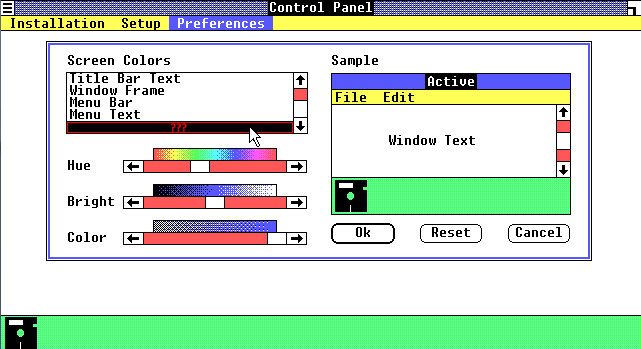 Control Panel
Installation Setup Preferences
Screen Colors
Title Bar Text
Window Frame
Menu Bar
Menu Text
???
Hue
Bright
Color
Sample
Active
File Edit
Window Text
Ok Reset Cancel